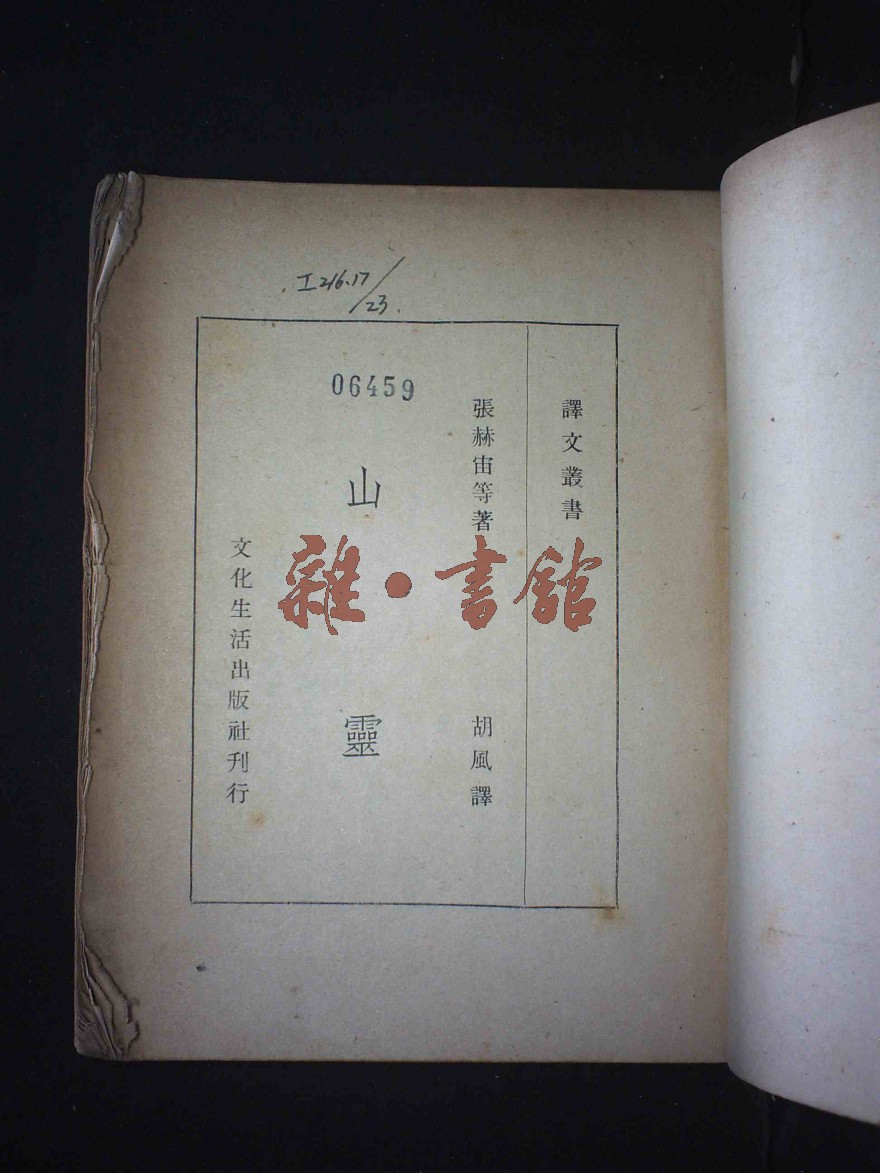 I216.17/23.
06459
譯文叢書
張赫宙等著
胡風譯
山靈
文化生活出版社刊行
雜·書館